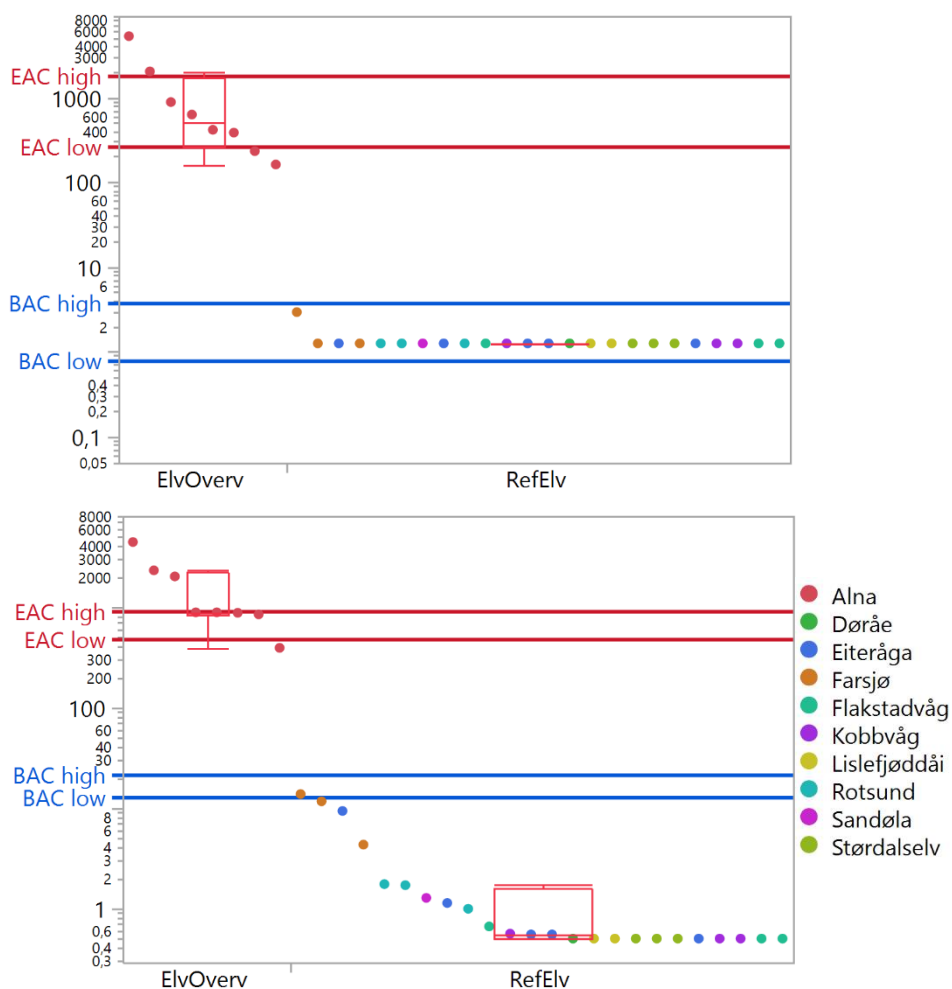 8000
6000
4000
3000
EAC high
1000
600
400
EAC low
100
60
40
30
20
10
6
BAC high
2
BAC low
0,4
0,3
0,2
0,1
0,05
ElvOverv RefElv
8000
6000
4000
3000
2000
EAC high
EAC low
300
200
100
60
40
30
BAC high
BAC low
8
6
4
3
2
1
0,6
0,4
0,3
ElvOverv RefElv
Alna
Døråe
Eiteråga
Farsjø
Flakstadvåg
Kobbvåg
Lislefjøddåi
Rotsund
Sandøla
Størdalselv